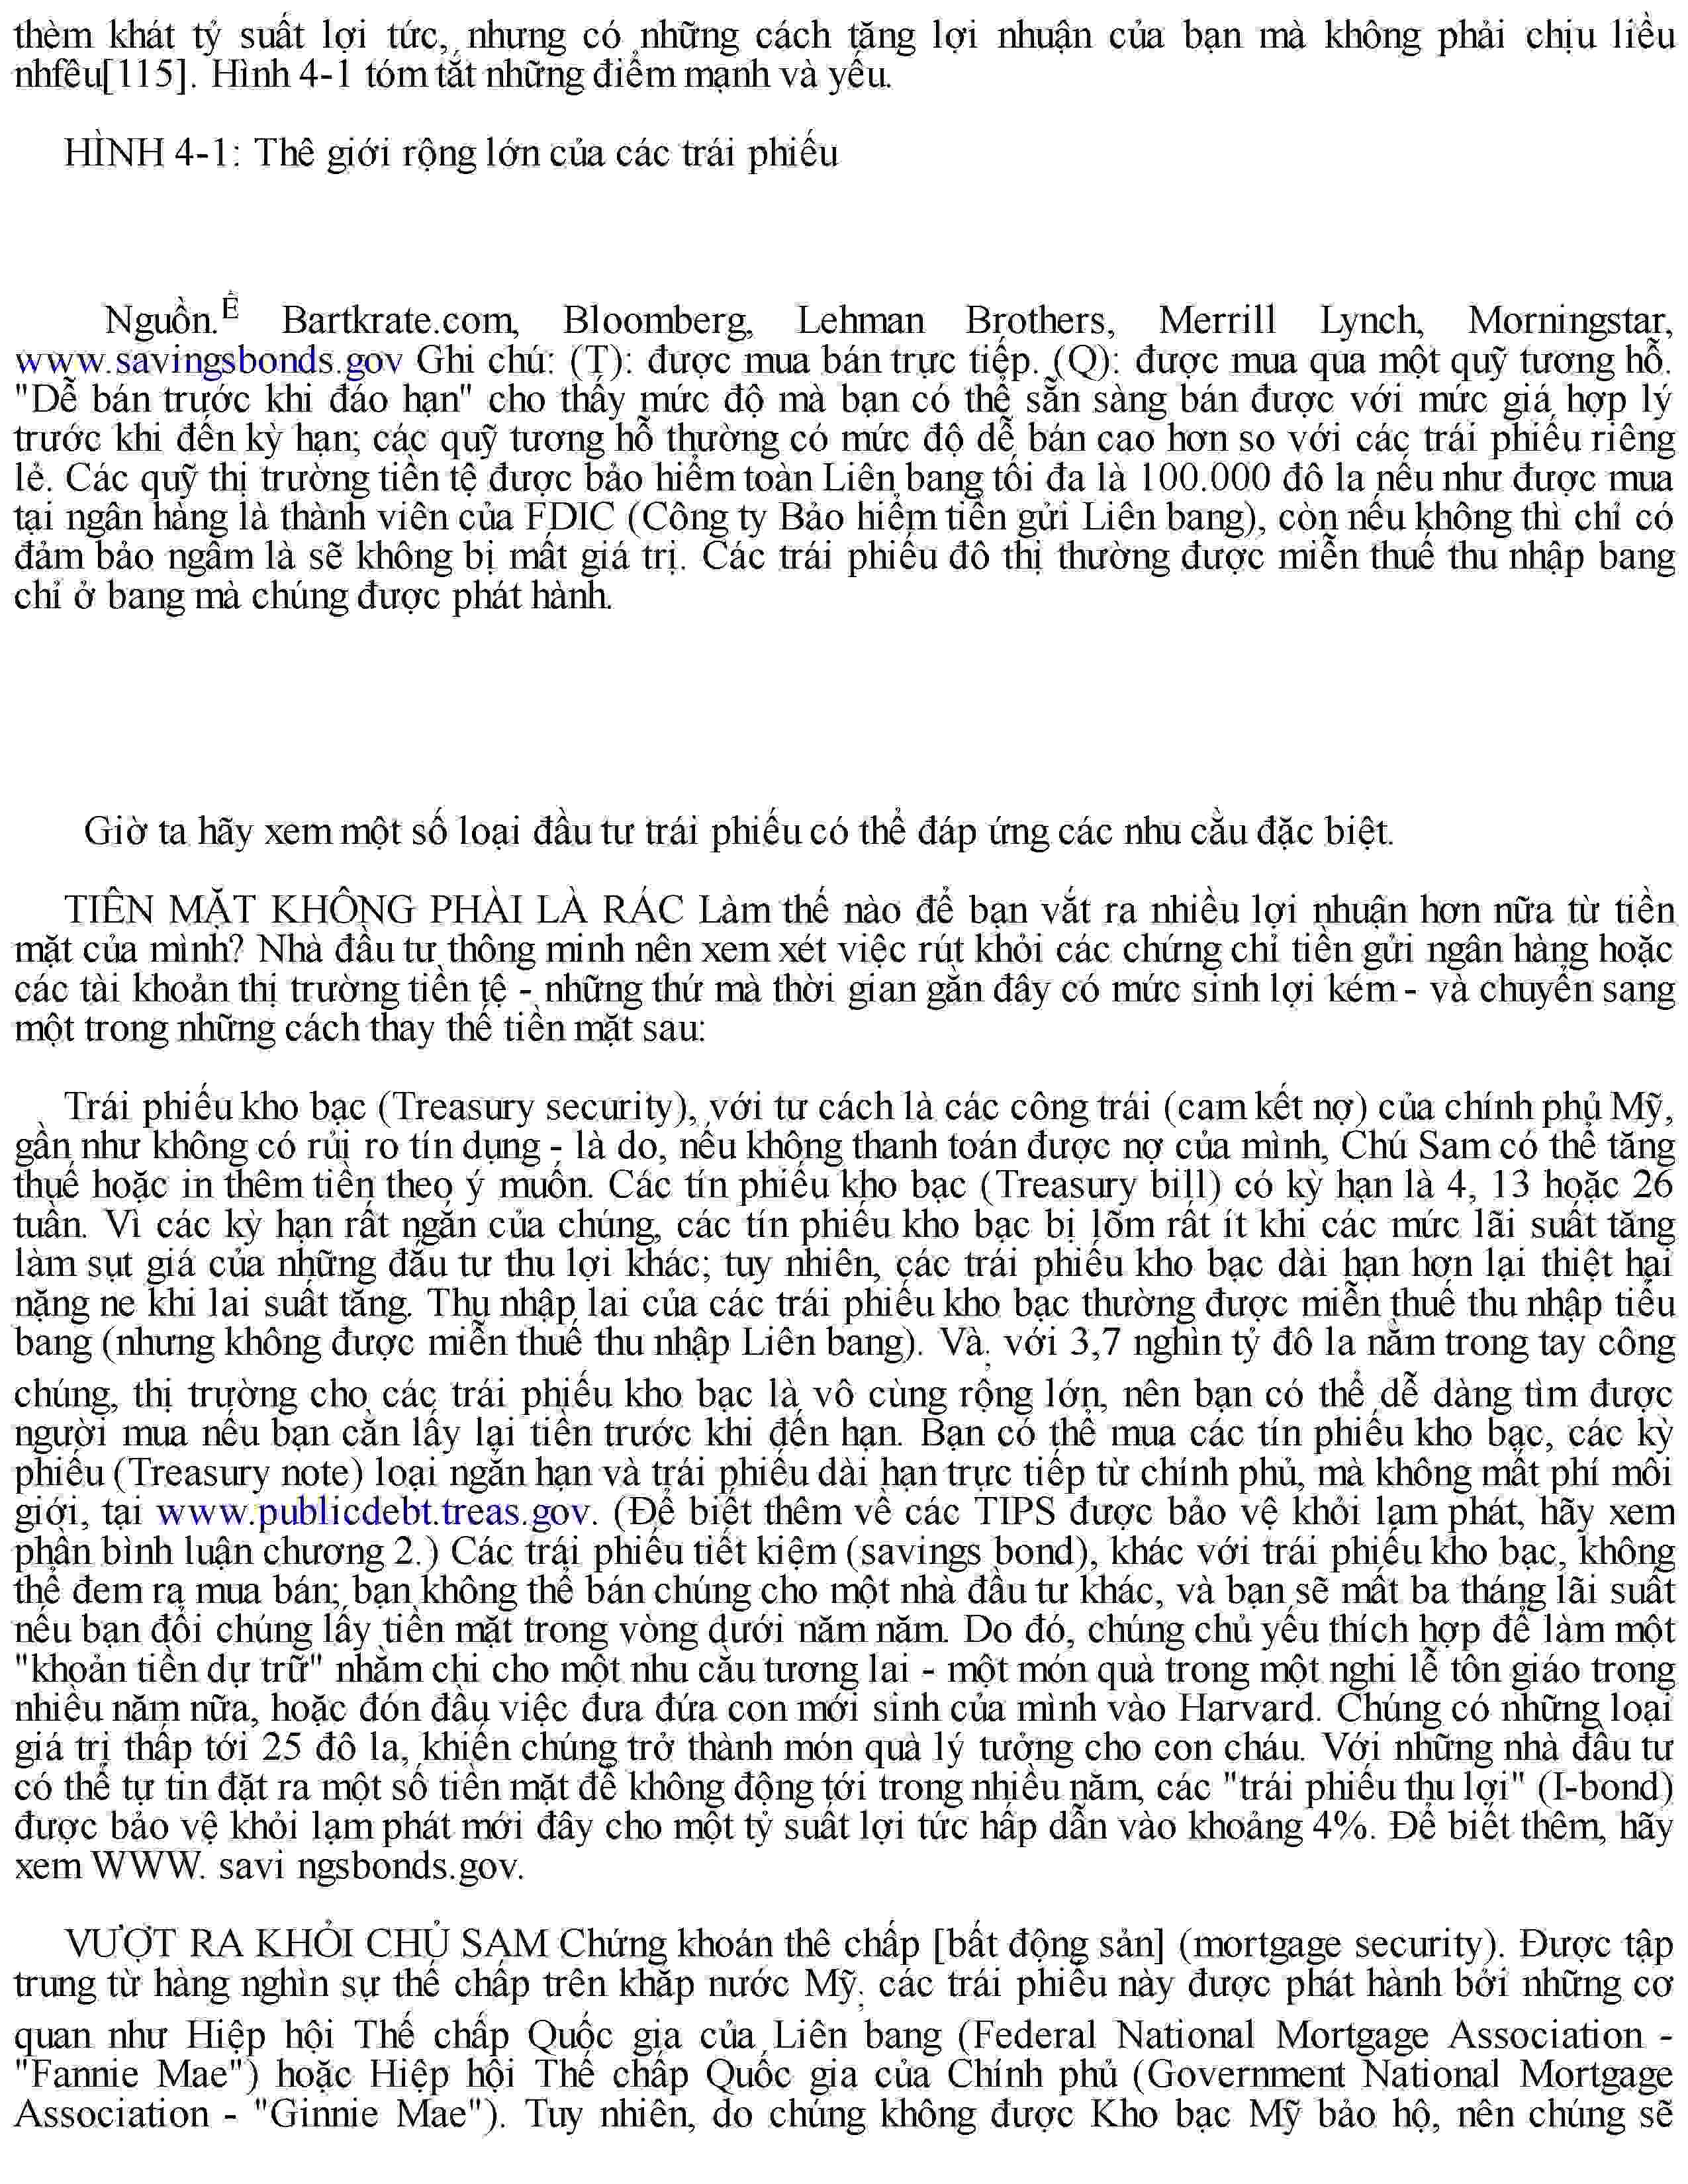 thèm khát tỷ suất lợi tức, nhưng có những cách tăng lợi nhuận của bạn mà không phải chịu liều
nhfêu[115]. Hình 4-1 tóm tắt những điểm mạnh và yếu.
HÌNH 4-1: Thê giới rộng lớn của các trái phiếu
Nguồn.Ê Bartkrate.com, Bloomberg, Lehman Brothers, Merrill Lynch, Morningstar,
www.savingsbonds.gov Ghi chú: (T): được mua bán trực tiếp. (Q): được mua qua một quỹ tương hỗ.
"Dễ bán trước khi đáo hạn" cho thấy mức độ mà bạn có thể sẵn sàng bán được với mức giá hợp lý
trước khi đến kỳ hạn; các quỹ tương hỗ thường có mức độ dễ bán cao hơn so với các trái phiếu riêng
lẻ. Các quỹ thị trường tiền tệ được bảo hiểm toàn Liên bang tối đa là 100.000 đô la nếu như được mua
tại ngân hàng là thành viên của FDIC (Công ty Bảo hiểm tiền gửi Liên bang), còn nếu không thì chỉ có
đảm bảo ngầm là sẽ không bị mất giá trị. Các trái phiếu đô thị thường được miễn thuế thu nhập bang
chỉ ở bang mà chúng được phát hành.
Giờ ta hãy xem một số loại đầu tư trái phiếu có thể đáp ứng các nhu cầu đặc biệt.
TIÊN MẶT KHÔNG PHÀI LÀ RÁC Làm thế nào để bạn vắt ra nhiều lợi nhuận hơn nữa từ tiền
mặt của mình? Nhà đầu tư thông minh nên xem xét việc rút khỏi các chứng chỉ tiền gửi ngân hàng hoặc
các tài khoản thị trường tiền tệ - những thứ mà thời gian gần đây có mức sinh lợi kém - và chuyển sang
một trong những cách thay thế tiền mặt sau:
Trái phiếu kho bạc (Treasury security), với tư cách là các công trái (cam kết nợ) của chính phủ Mỹ,
gần như không có rủi ro tín dụng - là do, nếu không thanh toán được nợ của mình, Chú Sam có thể tăng
thuế hoặc in thêm tiền theo ý muốn. Các tín phiếu kho bạc (Treasury bill) có kỳ hạn là 4, 13 hoặc 26
tuần. Vì các kỳ hạn rất ngắn của chúng, các tín phiếu kho bạc bị lõm rất ít khi các mức lãi suất tăng
làm sụt giá của những đầu tư thu lợi khác; tuy nhiên, các trái phiếu kho bạc dài hạn hơn lại thiệt hại
nặng ne khi lai suất tăng. Thu nhập lai của các trái phiếu kho bạc thường được miễn thuế thu nhập tiểu
bang (nhưng không được miễn thuế thu nhập Liên bang). Và, với 3,7 nghìn tỷ đô la nằm trong tay công
chúng, thị trường cho các trái phiếu kho bạc là vô cùng rộng lớn, nên bạn có thể dễ dàng tìm được
người mua nếu bạn cần lấy lại tiền trước khi đến hạn. Bạn có thể mua các tín phiếu kho bạc, các kỳ
phiếu (Treasury note) loại ngắn hạn và trái phiếu dài hạn trực tiếp từ chính phủ, mà không mất phí môi
giới, tại www.publicdebt.treas.gov. (Để biết thêm về các TIPS được bảo vệ khỏi lạm phát, hãy xem
phần bình luận chương 2.) Các trái phiếu tiết kiệm (savings bond), khác với trái phiếu kho bạc, không
thể đem ra mua bán; bạn không thể bán chúng cho một nhà đầu tư khác, và bạn sẽ mất ba tháng lãi suất
nếu bạn đổi chúng lấy tiền mặt trong vòng dưới năm năm. Do đó, chúng chủ yếu thích hợp để làm một
"khoản tiền dự trữ" nhằm chi cho một nhu cầu tương lai - một món quà trong một nghi lễ tôn giáo trong
nhiều năm nữa, hoặc đón đầu việc đưa đứa con mới sinh của mình vào Harvard. Chúng có những loại
giá trị thấp tới 25 đô la, khiến chúng trở thành món quà lý tưởng cho con cháu. Với những nhà đầu tư
có thể tự tin đặt ra một số tiền mặt để không động tới trong nhiều năm, các "trái phiếu thu lợi" (I-bond)
được bảo vệ khỏi lạm phát mới đây cho một tỷ suất lợi tức hấp dẫn vào khoảng 4%. Để biết thêm, hãy
xem WWW. savi ngsbonds.gov.
VƯỢT RA KHỎI CHỦ SAM Chứng khoán thê chấp [bất động sản] (mortgage security). Được tập
trung từ hàng nghìn sự thế chấp trên khắp nước Mỹ, các trái phiếu này được phát hành bởi những cơ
quan như Hiệp hội Thế chấp Quốc gia của Liên bang (Federal National Mortgage Association -
"Fannie Mae") hoặc Hiệp hội Thế chấp Quốc gia của Chính phủ (Government National Mortgage
Association - "Ginnie Mae"). Tuy nhiên, do chúng không được Kho bạc Mỹ bảo hộ, nên chúng sẽ